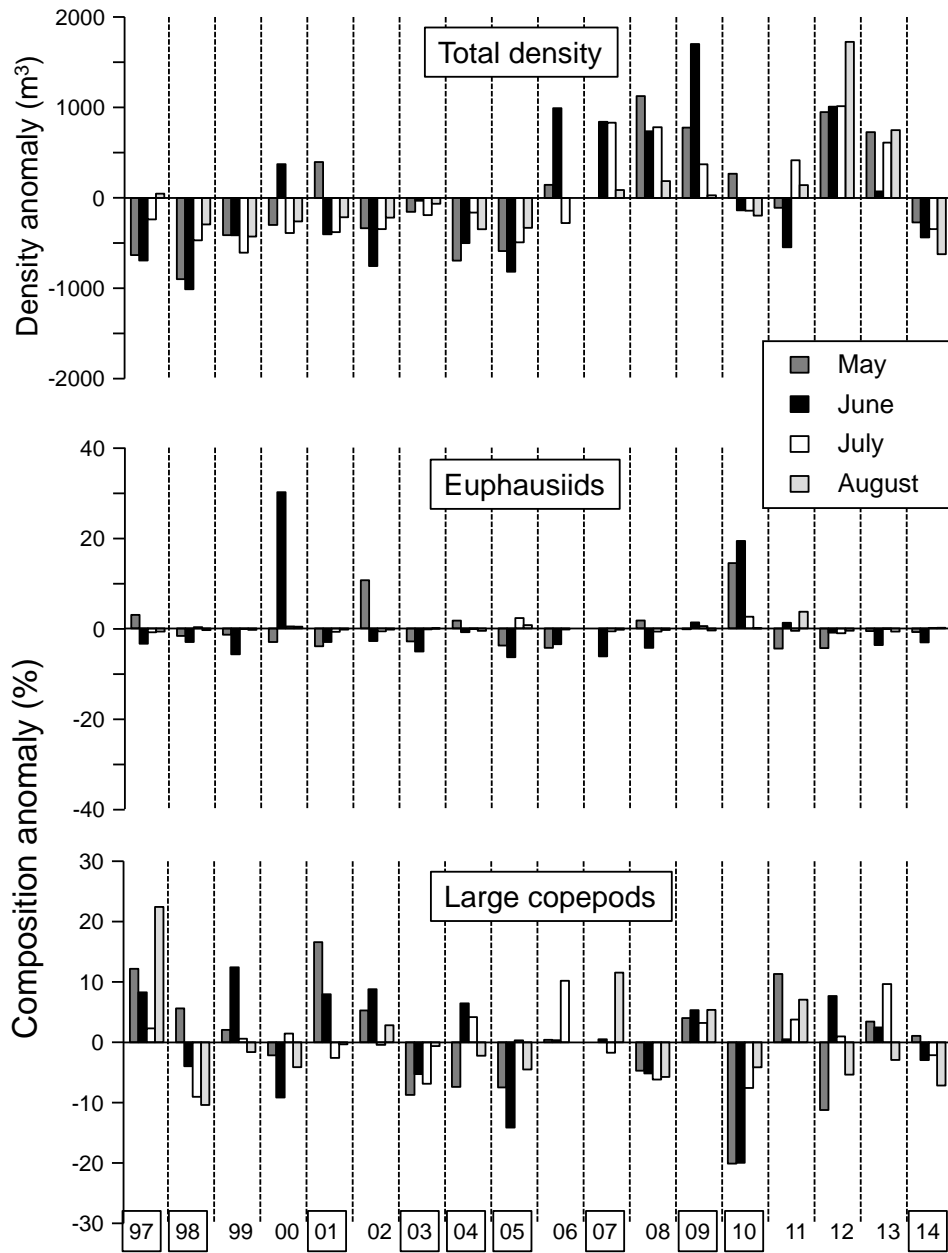 Density anomaly (m³)
2000
1000
0
-1000
-2000
Total density
May
June
July
August
Composition anomaly (%)
40
20
0
-20
-40
Euphausiids
30
20
10
0
-10
-20
-30
Large copepods
97 98 99 00 01 02 03 04 05 06 07 08 09 10 11 12 13 14